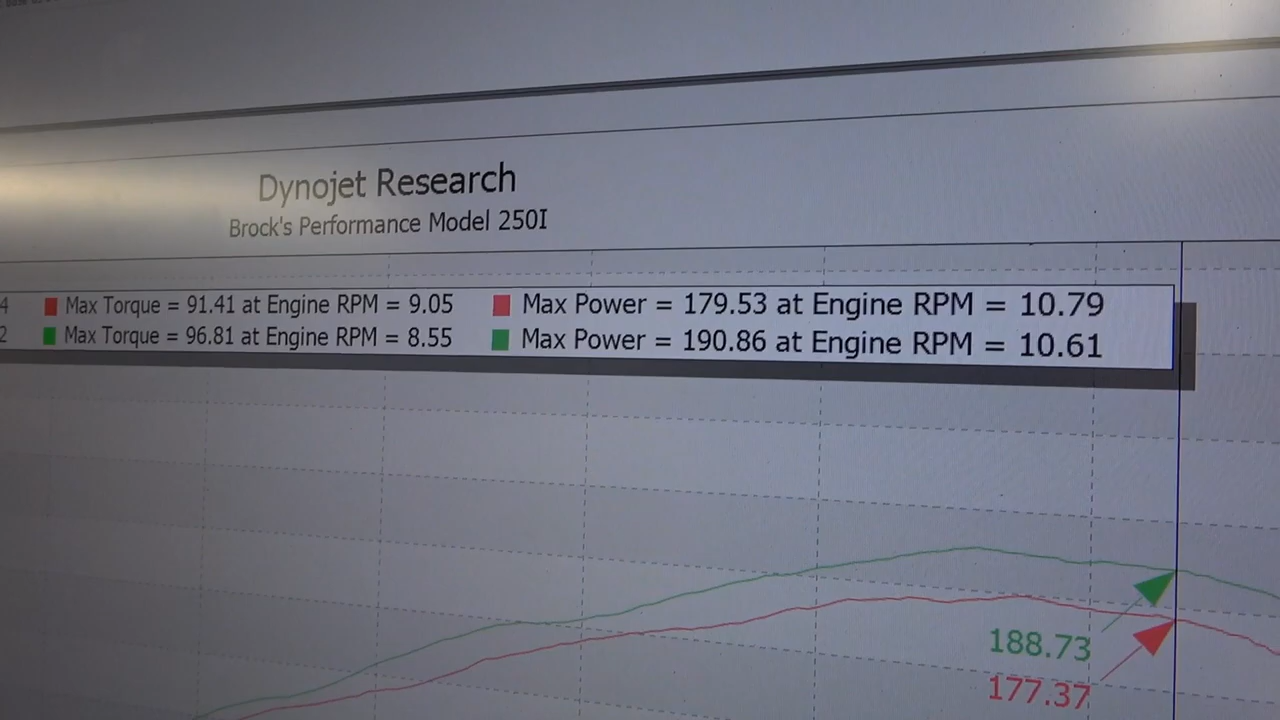 Dynojet Research
Brock's Performance Model 250I
4 Max Torque = 91.41 at Engine RPM = 9.05 Max Power = 179.53 at Engine RPM = 10.79
2 Max Torque = 96.81 at Engine RPM = 8.55 Max Power = 190.86 at Engine RPM = 10.61
188.73
177.37